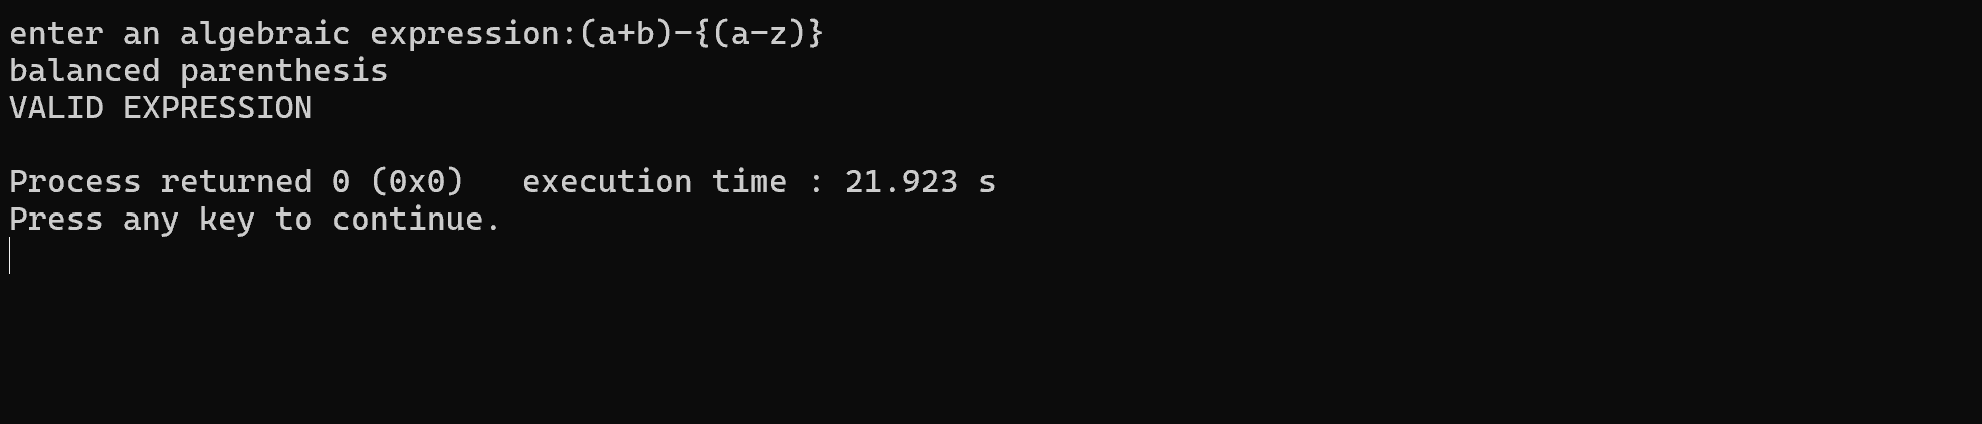 enter an algebraic expression:(a+b)-{(a-z)}
balanced parenthesis
VALID EXPRESSION
Process returned 0 (0x0)   execution time : 21.923 s
Press any key to continue.